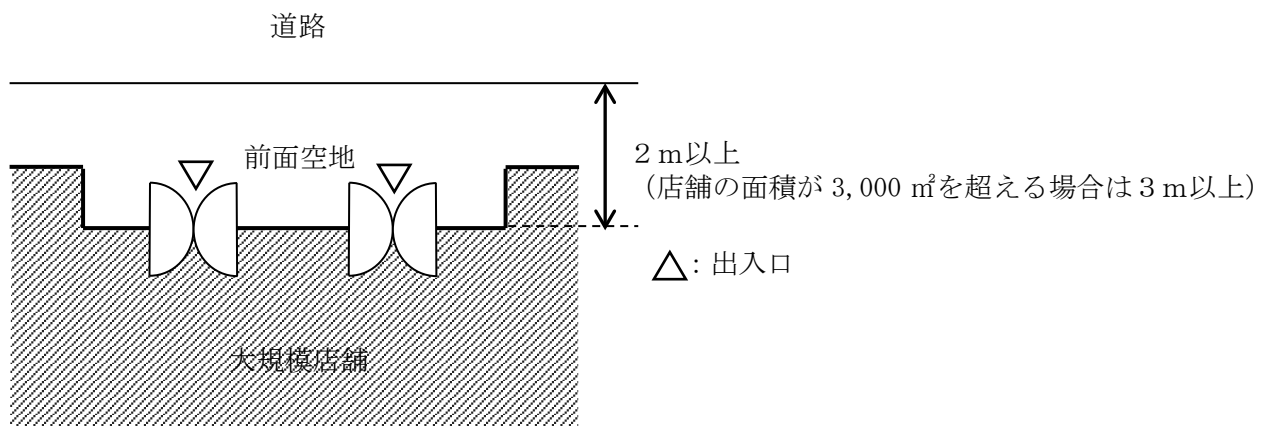 道路
前面空地
２ｍ以上
（店舗の面積が 3,000 ㎡を超える場合は３ｍ以上）
△：出入口
大規模店舗